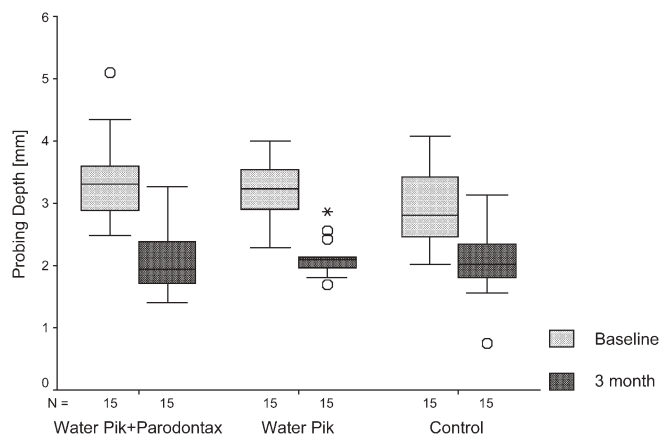 6
5
4
3
2
1
0
Probing Depth [mm]
N = 15 15 15 15 15 15
Water Pik+Parodontax Water Pik Control
Baseline
3 month